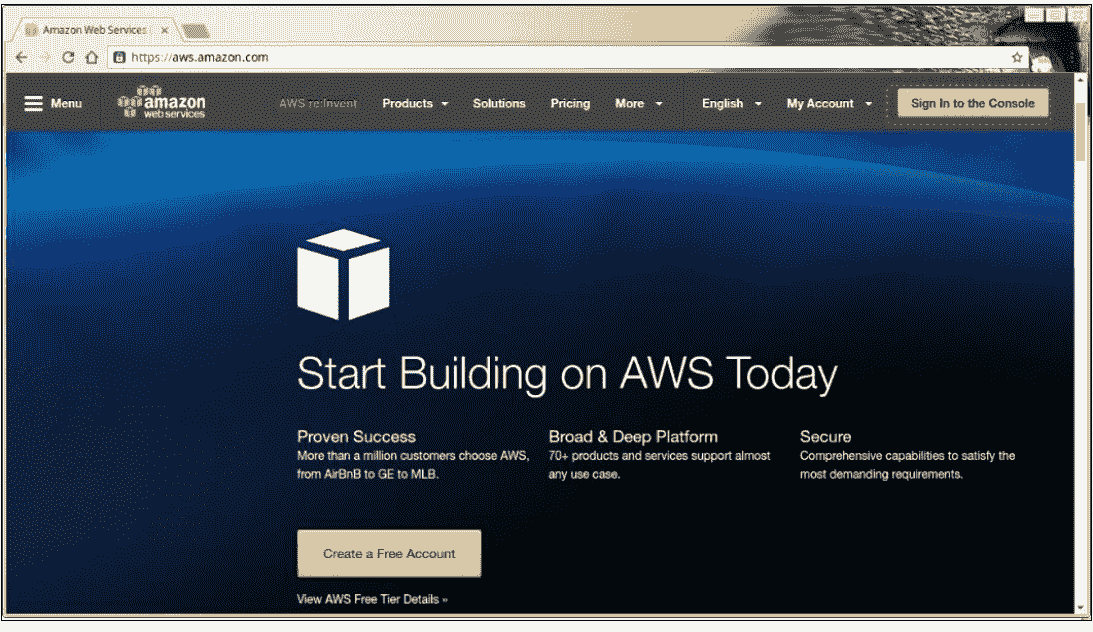 Amazon Web Services
https://aws.amazon.com
Menu
amazon
web services
AWS re:Invent
Products
Solutions
Pricing
More
English
My Account
Sign In to the Console
Start Building on AWS Today
Proven Success
More than a million customers choose AWS,
from AirBnB to GE to MLB.
Broad & Deep Platform
70+ products and services support almost
any use case.
Secure
Comprehensive capabilities to satisfy the
most demanding requirements.
Create a Free Account
View AWS Free Tier Details »